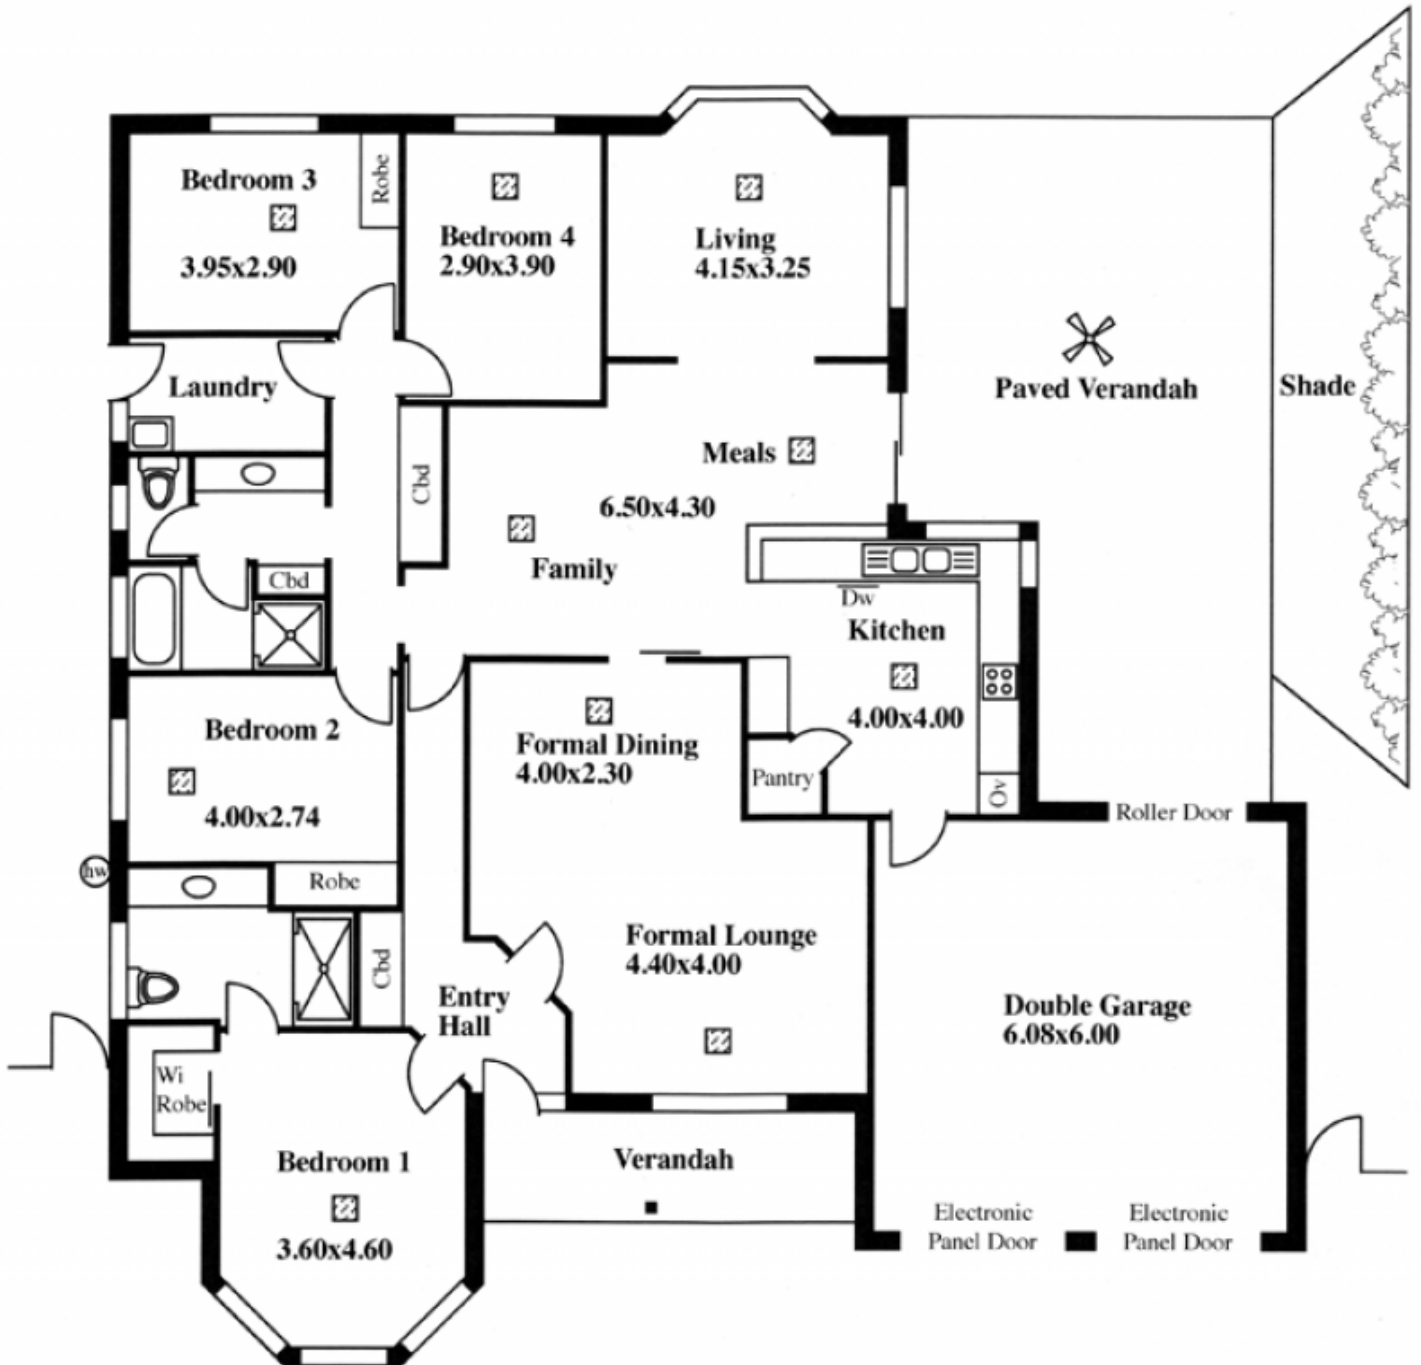 Bedroom 3
3.95x2.90
Robe
Bedroom 4
2.90x3.90
Living
4.15x3.25
Paved Verandah
Shade
Laundry
Cbd
Meals
6.50x4.30
Family
Cbd
Dw
Kitchen
4.00x4.00
Bedroom 2
4.00x2.74
Formal Dining
4.00x2.30
Pantry
Ov
Roller Door
hw
Robe
Formal Lounge
4.40x4.00
Cbd
Entry
Hall
Double Garage
6.08x6.00
Wi
Robe
Bedroom 1
3.60x4.60
Verandah
Electronic
Panel Door
Electronic
Panel Door